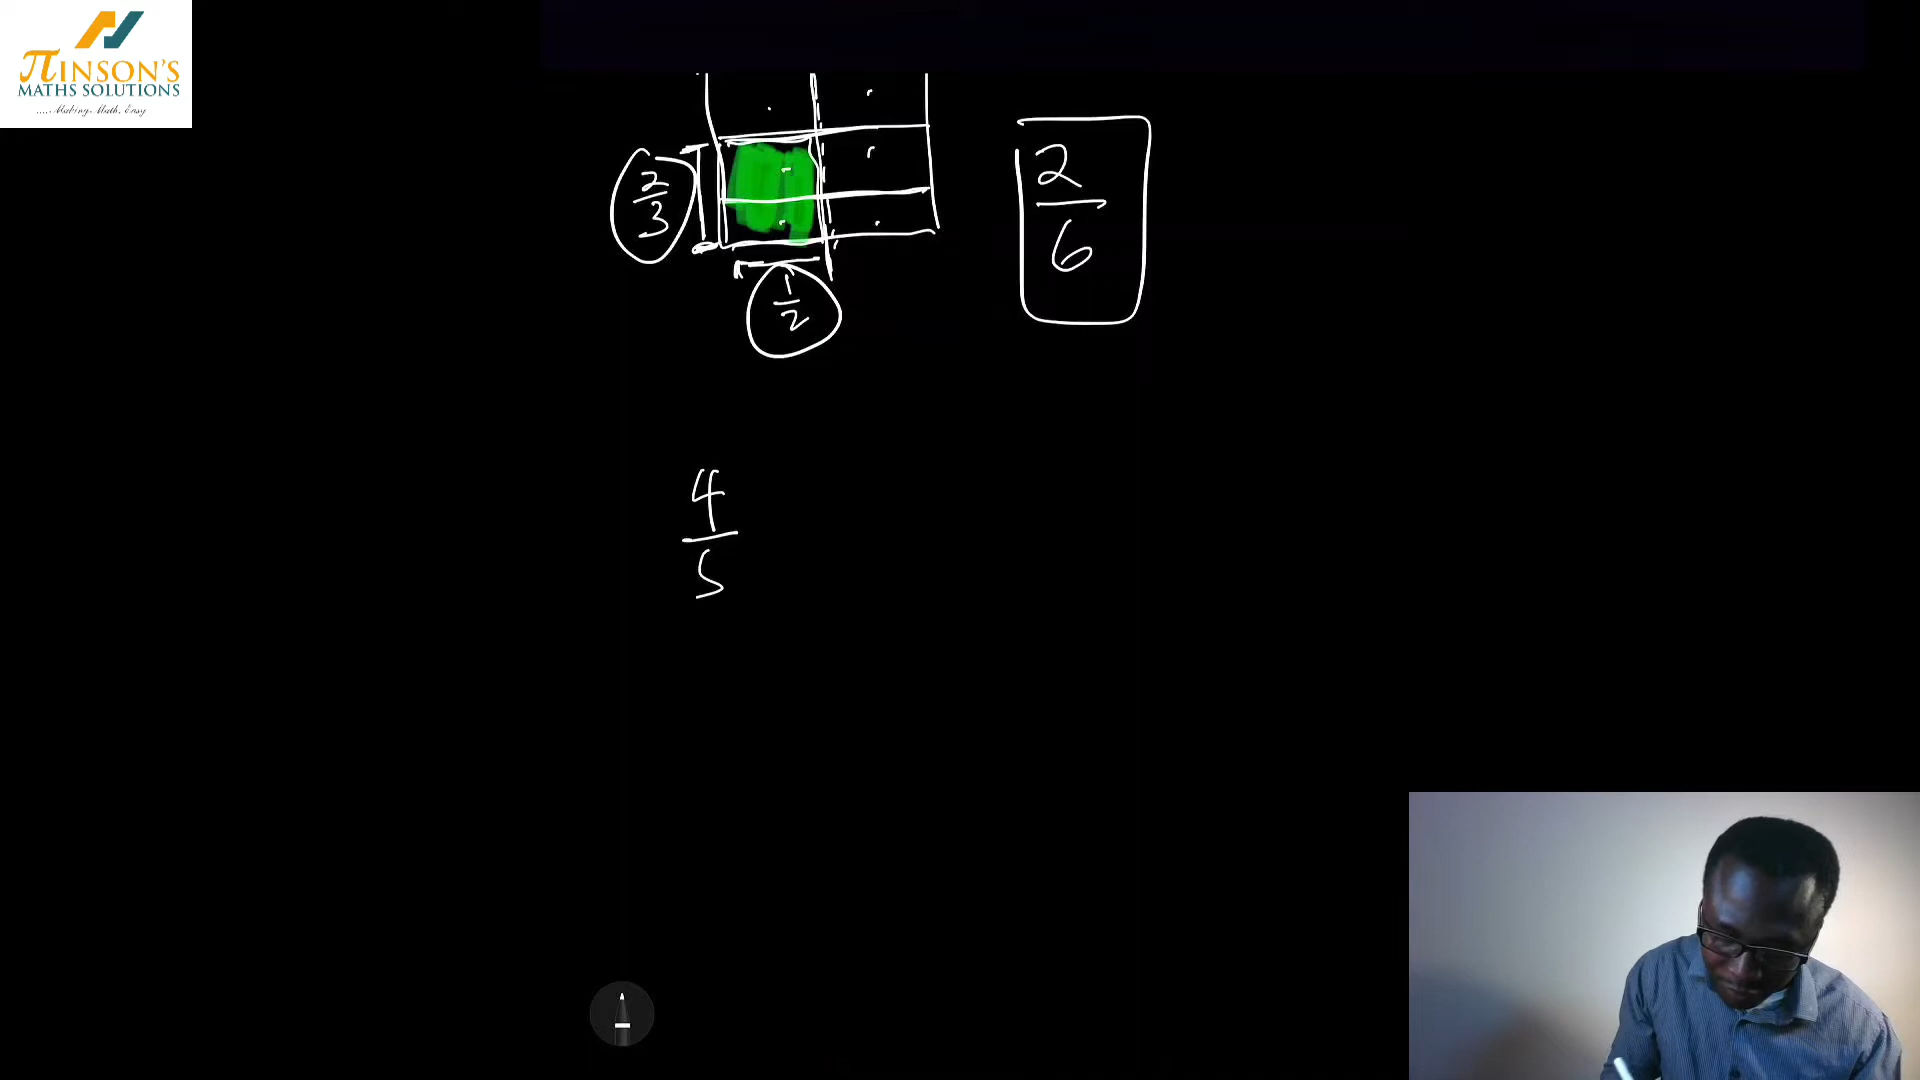 πINSON'S
MATHS SOLUTIONS
....Making Math, Easy
2
3
1
2
2
6
4
5